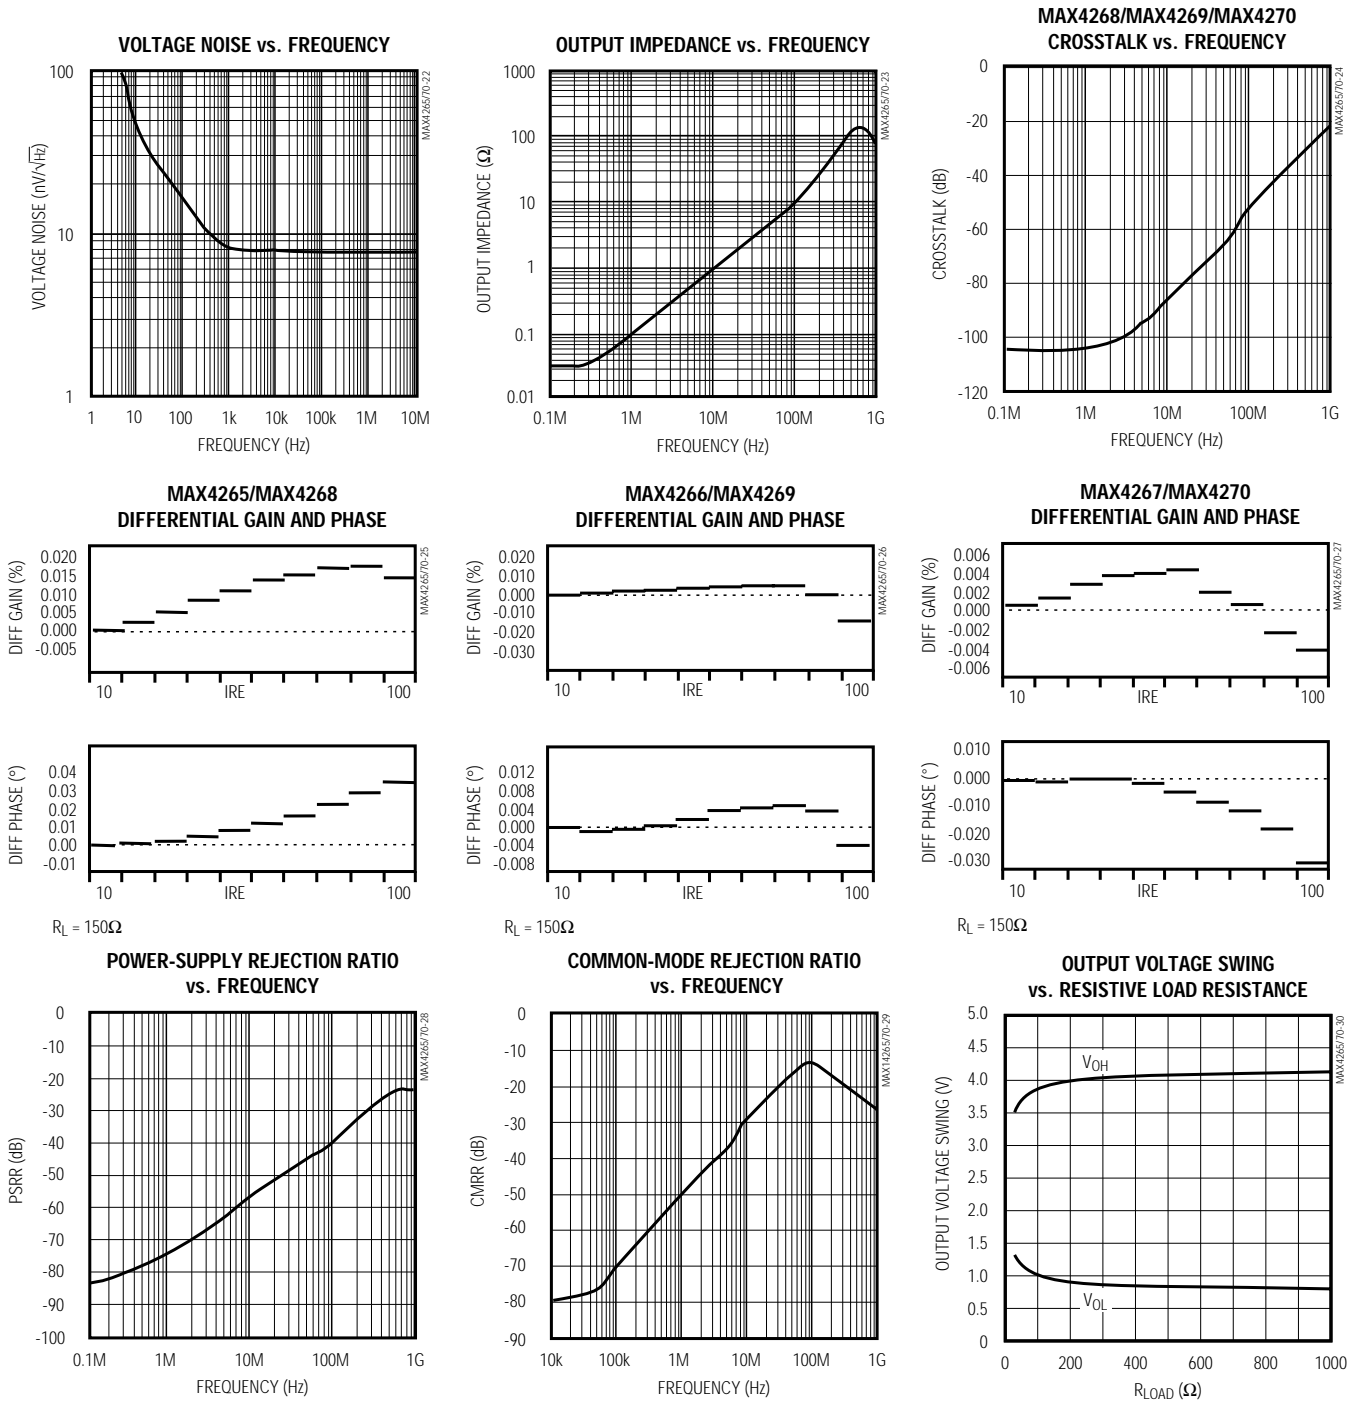 VOLTAGE NOISE vs. FREQUENCY
100
10
1
VOLTAGE NOISE (nV/√Hz)
1 10 100 1k 10k 100k 1M 10M
FREQUENCY (Hz)
MAX4265/70-22
OUTPUT IMPEDANCE vs. FREQUENCY
1000
100
10
1
0.1
0.01
OUTPUT IMPEDANCE (Ω)
0.1M 1M 10M 100M 1G
FREQUENCY (Hz)
MAX4265/70-23
MAX4268/MAX4269/MAX4270
CROSSTALK vs. FREQUENCY
0
-20
-40
-60
-80
-100
-120
CROSSTALK (dB)
0.1M 1M 10M 100M 1G
FREQUENCY (Hz)
MAX4265/70-24
MAX4265/MAX4268
DIFFERENTIAL GAIN AND PHASE
DIFF GAIN (%)
0.020
0.015
0.010
0.005
0.000
-0.005
10 IRE 100
MAX4265/70-25
DIFF PHASE (°)
0.04
0.03
0.02
0.01
0.00
-0.01
10 IRE 100
RL = 150Ω
MAX4266/MAX4269
DIFFERENTIAL GAIN AND PHASE
DIFF GAIN (%)
0.020
0.010
0.000
-0.010
-0.020
-0.030
10 IRE 100
MAX4265/70-26
DIFF PHASE (°)
0.012
0.008
0.004
0.000
-0.004
-0.008
10 IRE 100
RL = 150Ω
MAX4267/MAX4270
DIFFERENTIAL GAIN AND PHASE
DIFF GAIN (%)
0.006
0.004
0.002
0.000
-0.002
-0.004
-0.006
10 IRE 100
MAX4265/70-27
DIFF PHASE (°)
0.010
0.000
-0.010
-0.020
-0.030
10 IRE 100
RL = 150Ω
POWER-SUPPLY REJECTION RATIO
vs. FREQUENCY
0
-10
-20
-30
-40
-50
-60
-70
-80
-90
-100
PSRR (dB)
0.1M 1M 10M 100M 1G
FREQUENCY (Hz)
MAX4265/70-28
COMMON-MODE REJECTION RATIO
vs. FREQUENCY
0
-10
-20
-30
-40
-50
-60
-70
-80
-90
CMRR (dB)
10k 100k 1M 10M 100M 1G
FREQUENCY (Hz)
MAX14265/70-29
OUTPUT VOLTAGE SWING
vs. RESISTIVE LOAD RESISTANCE
5.0
4.5
4.0
3.5
3.0
2.5
2.0
1.5
1.0
0.5
0
OUTPUT VOLTAGE SWING (V)
VOH
VOL
0 200 400 600 800 1000
RLOAD (Ω)
MAX4265/70-30